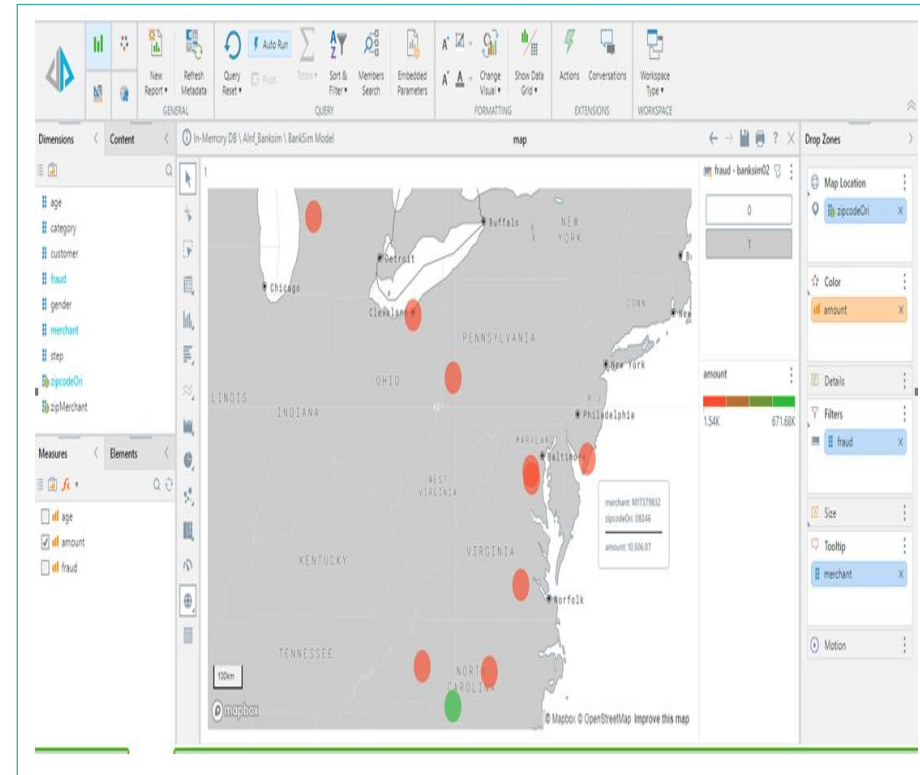 New Report
Refresh Metadata
GENERAL
Query Reset
Auto Run
Pivot
Totals
Sort & Filter
Members Search
Embedded Parameters
QUERY
Change Visual
Show Data Grid
FORMATTING
Actions
Conversations
EXTENSIONS
Workspace Type
WORKSPACE
Dimensions
Content
age
category
customer
fraud
gender
merchant
step
zipcodeOri
zipMerchant
Measures
Elements
fx
age
amount
fraud
In-Memory DB \ AInf_Banksim \ BankSim Model
map
1
Buffalo
NEW YORK
Detroit
Chicago
Cleveland
CONN
PENNSYLVANIA
New York
OHIO
LINOIS
INDIANA
N J
Philadelphia
MARYLAND
Baltimore
WEST VIRGINIA
merchant: M17379832
zipcodeOri: 08246
amount: 10,506.07
KENTUCKY
VIRGINIA
Norfolk
TENNESSEE
NORTH CAROLINA
100km
mapbox
© Mapbox © OpenStreetMap Improve this map
fraud - banksim02
0
1
amount
1.54K
671.68K
Drop Zones
Map Location
zipcodeOri
Color
amount
Details
Filters
fraud
Size
Tooltip
merchant
Motion